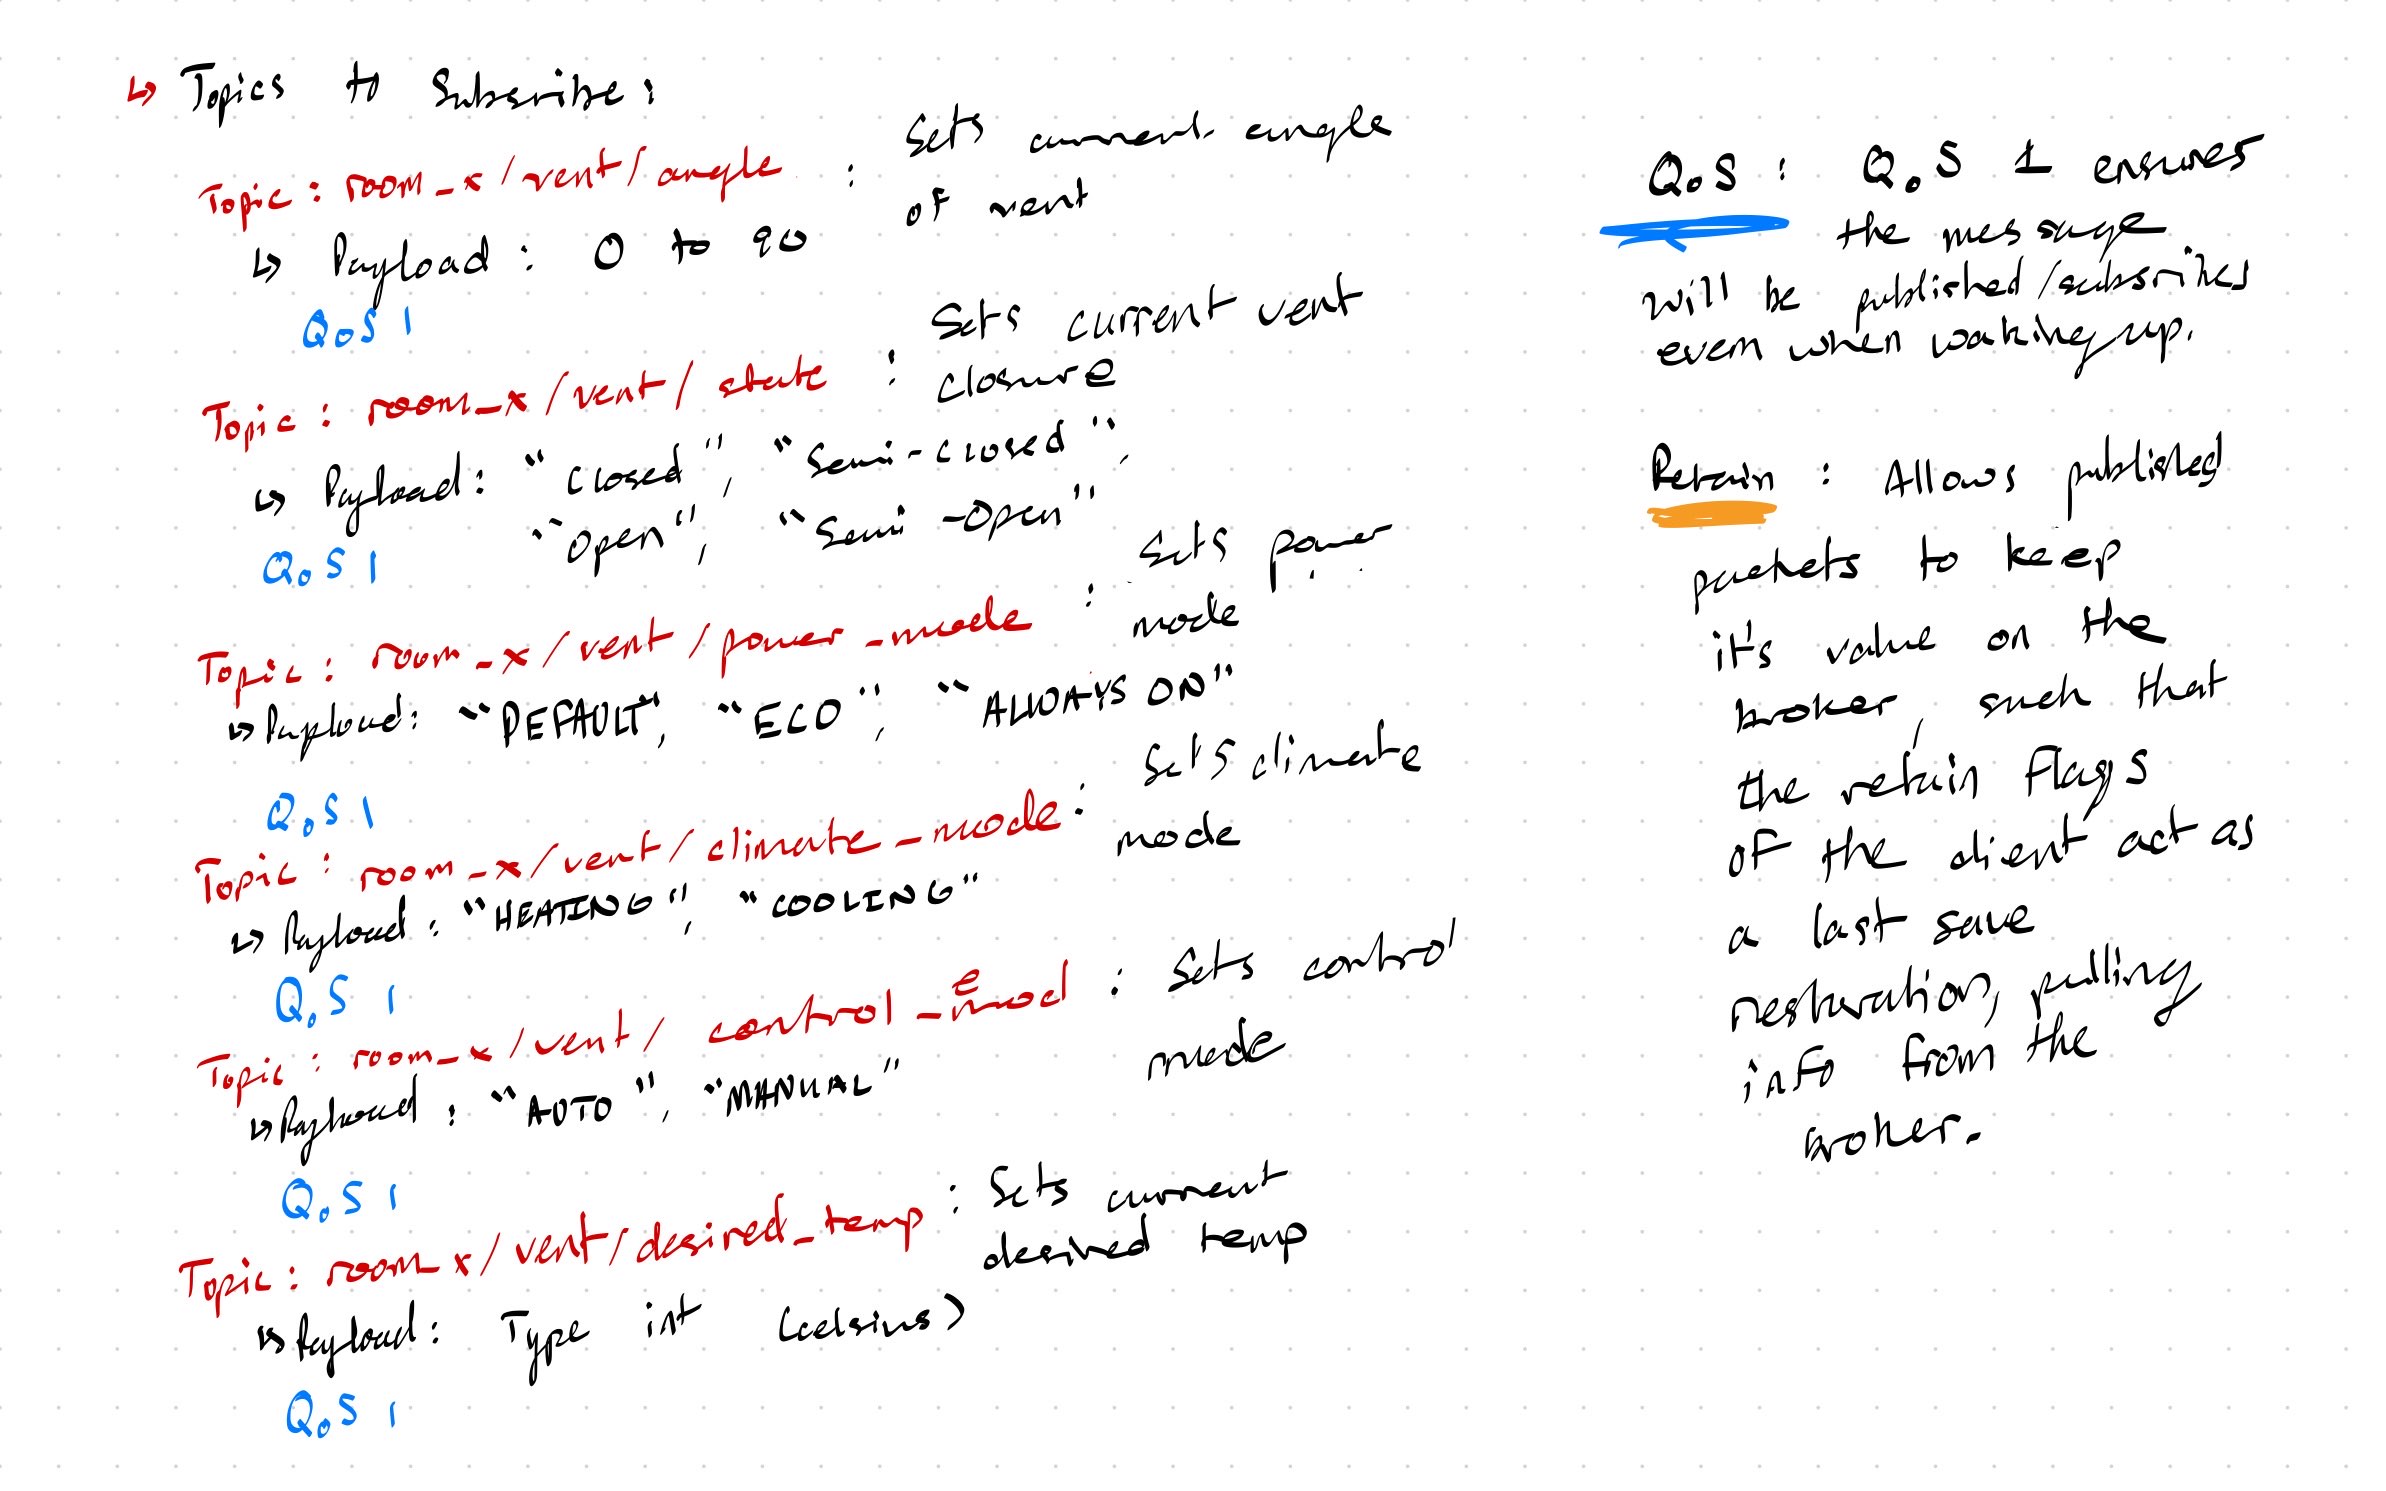 ↳ Topics to Subsribe:
Topic : room_x/vent/angle : Sets current angle
of vent
↳ Payload : 0 to 90
QoS 1
Topic : room_x/vent/state : Sets current vent
closure
↳ Payload: "Closed", "Semi-closed",
"Open", "Semi-Open"
QoS 1
Topic : room_x/vent/power_mode : Sets power
mode
↳ Payload: "DEFAULT", "ECO", "ALWAYS ON"
QoS 1
Topic : room_x/vent/climate_mode : Sets climate
mode
↳ Payload : "HEATING", "COOLING"
QoS 1
Topic : room_x/vent/control_mode : Sets control
mode
↳ Payload : "AUTO", "MANUAL"
QoS 1
Topic : room_x/vent/desired_temp : Sets current
desired temp
↳ Payload : Type int (celsius)
QoS 1
QoS : QoS 1 ensures
the message
will be published/subsribes
even when waking up.
Retain : Allows published
packets to keep
it's value on the
broker, such that
the retain flags
of the client act as
a last save
restoration, pulling
info from the
broker.